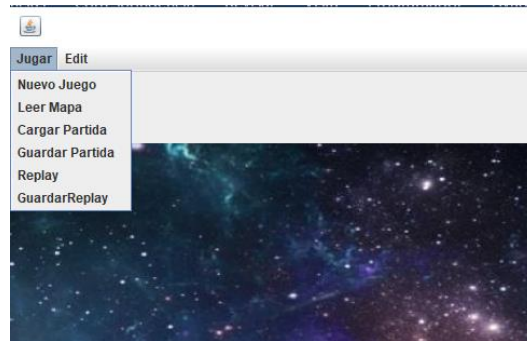 Jugar Edit
Nuevo Juego
Leer Mapa
Cargar Partida
Guardar Partida
Replay
GuardarReplay